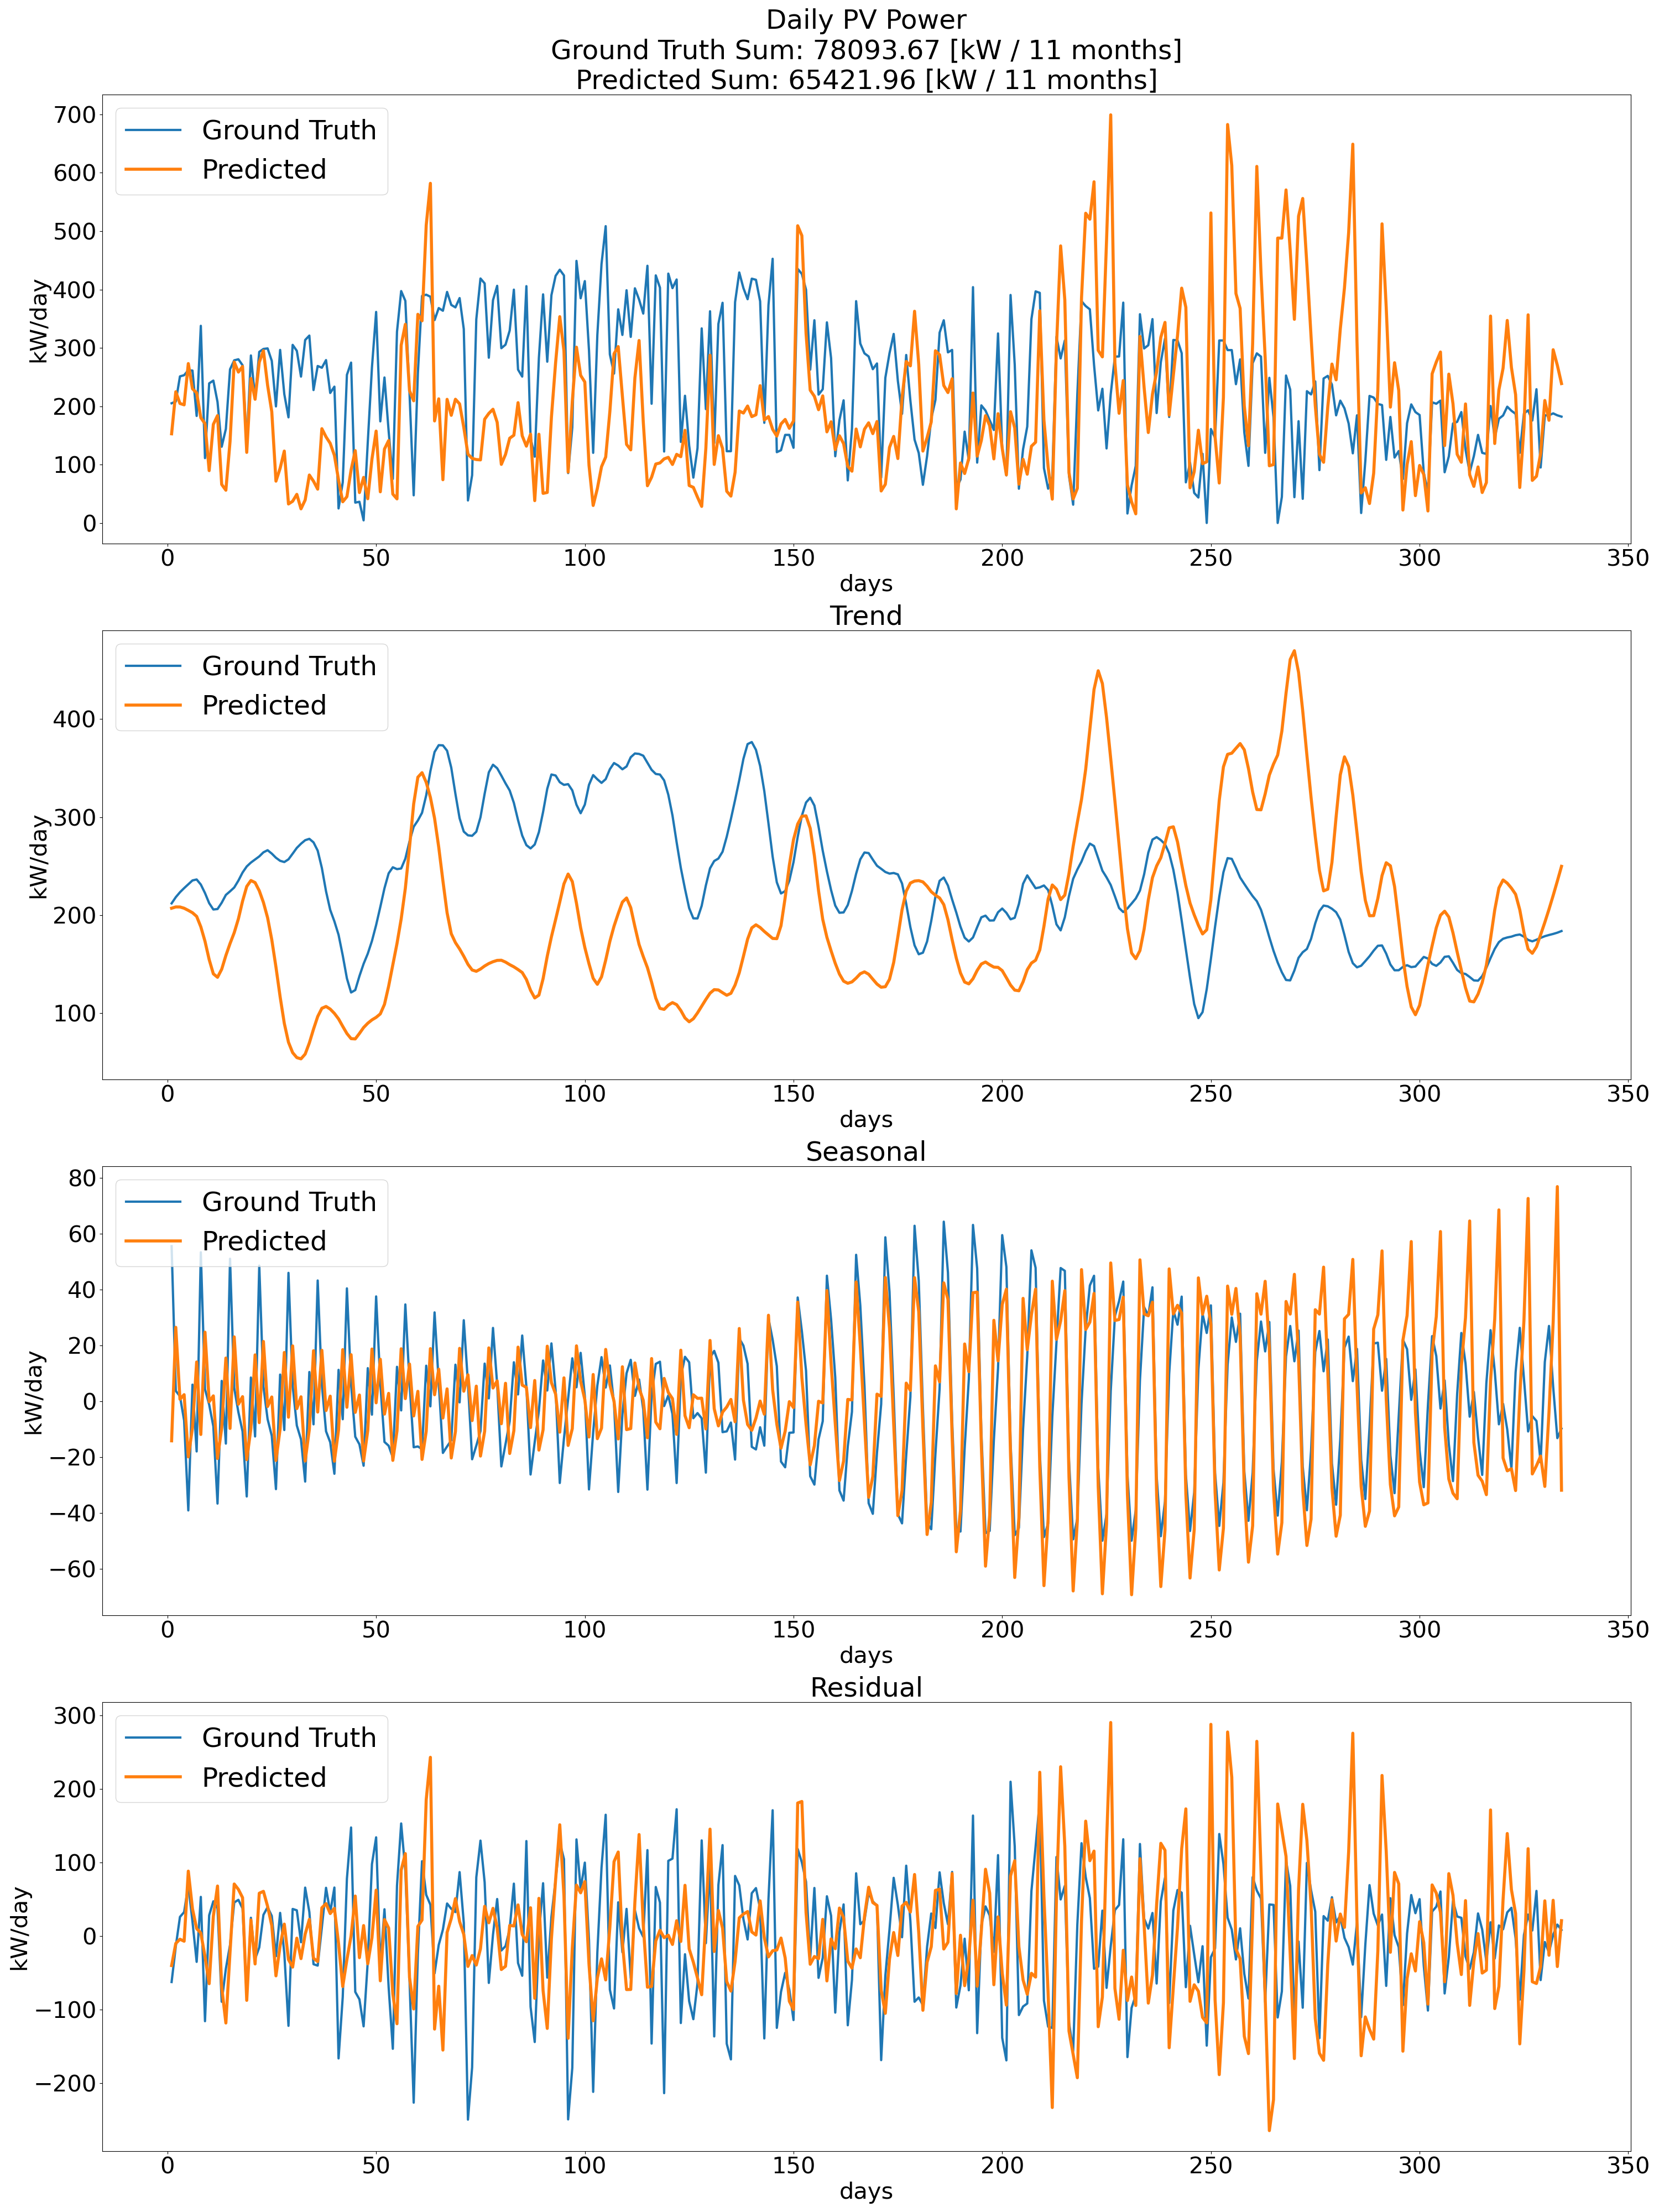 Daily PV Power
Ground Truth Sum: 78093.67 [kW / 11 months]
Predicted Sum: 65421.96 [kW / 11 months]
700
600
500
400
300
200
100
0
kW/day
Ground Truth
Predicted
0 50 100 150 200 250 300 350
days
Trend
400
300
200
100
kW/day
Ground Truth
Predicted
0 50 100 150 200 250 300 350
days
Seasonal
80
60
40
20
0
−20
−40
−60
kW/day
Ground Truth
Predicted
0 50 100 150 200 250 300 350
days
Residual
300
200
100
0
−100
−200
kW/day
Ground Truth
Predicted
0 50 100 150 200 250 300 350
days